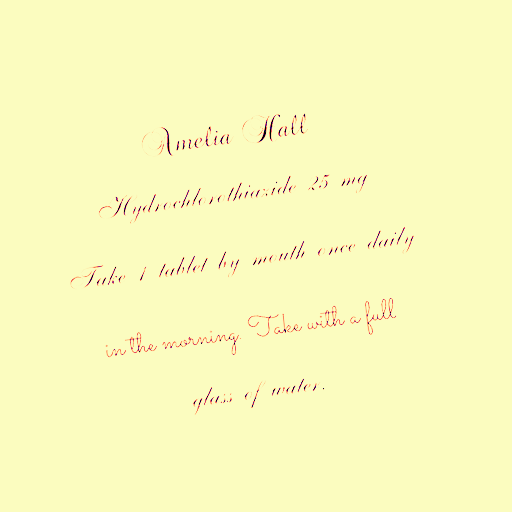 Amelia Hall
Hydrochlorothiazide 25 mg
Take 1 tablet by mouth once daily
in the morning. Take with a full
glass of water.